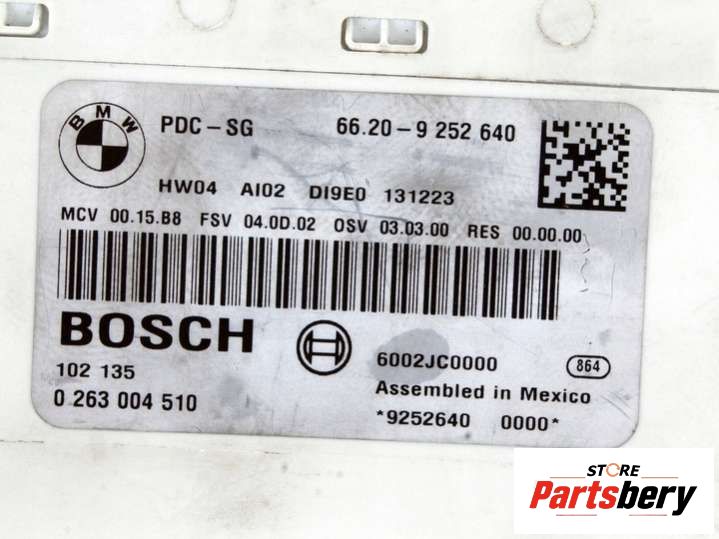 BMW
PDC-SG 66.20-9 252 640
HW04 AI02 DI9E0 131223
MCV 00.15.B8 FSV 04.0D.02 OSV 03.03.00 RES 00.00.00
BOSCH
102 135
0 263 004 510
6002JC0000 864
Assembled in Mexico
*9252640 0000*
STORE
Partsbery